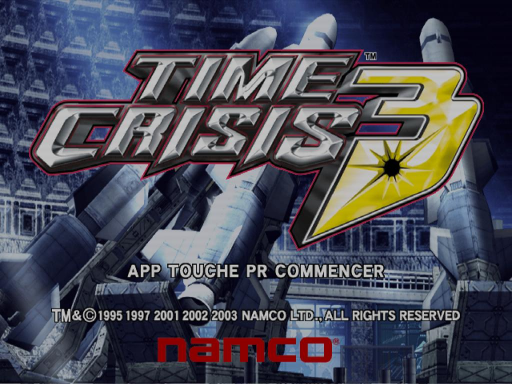 TIME ™
CRISIS 3
APP TOUCHE PR COMMENCER
TM&© 1995 1997 2001 2002 2003 NAMCO LTD., ALL RIGHTS RESERVED
namco®